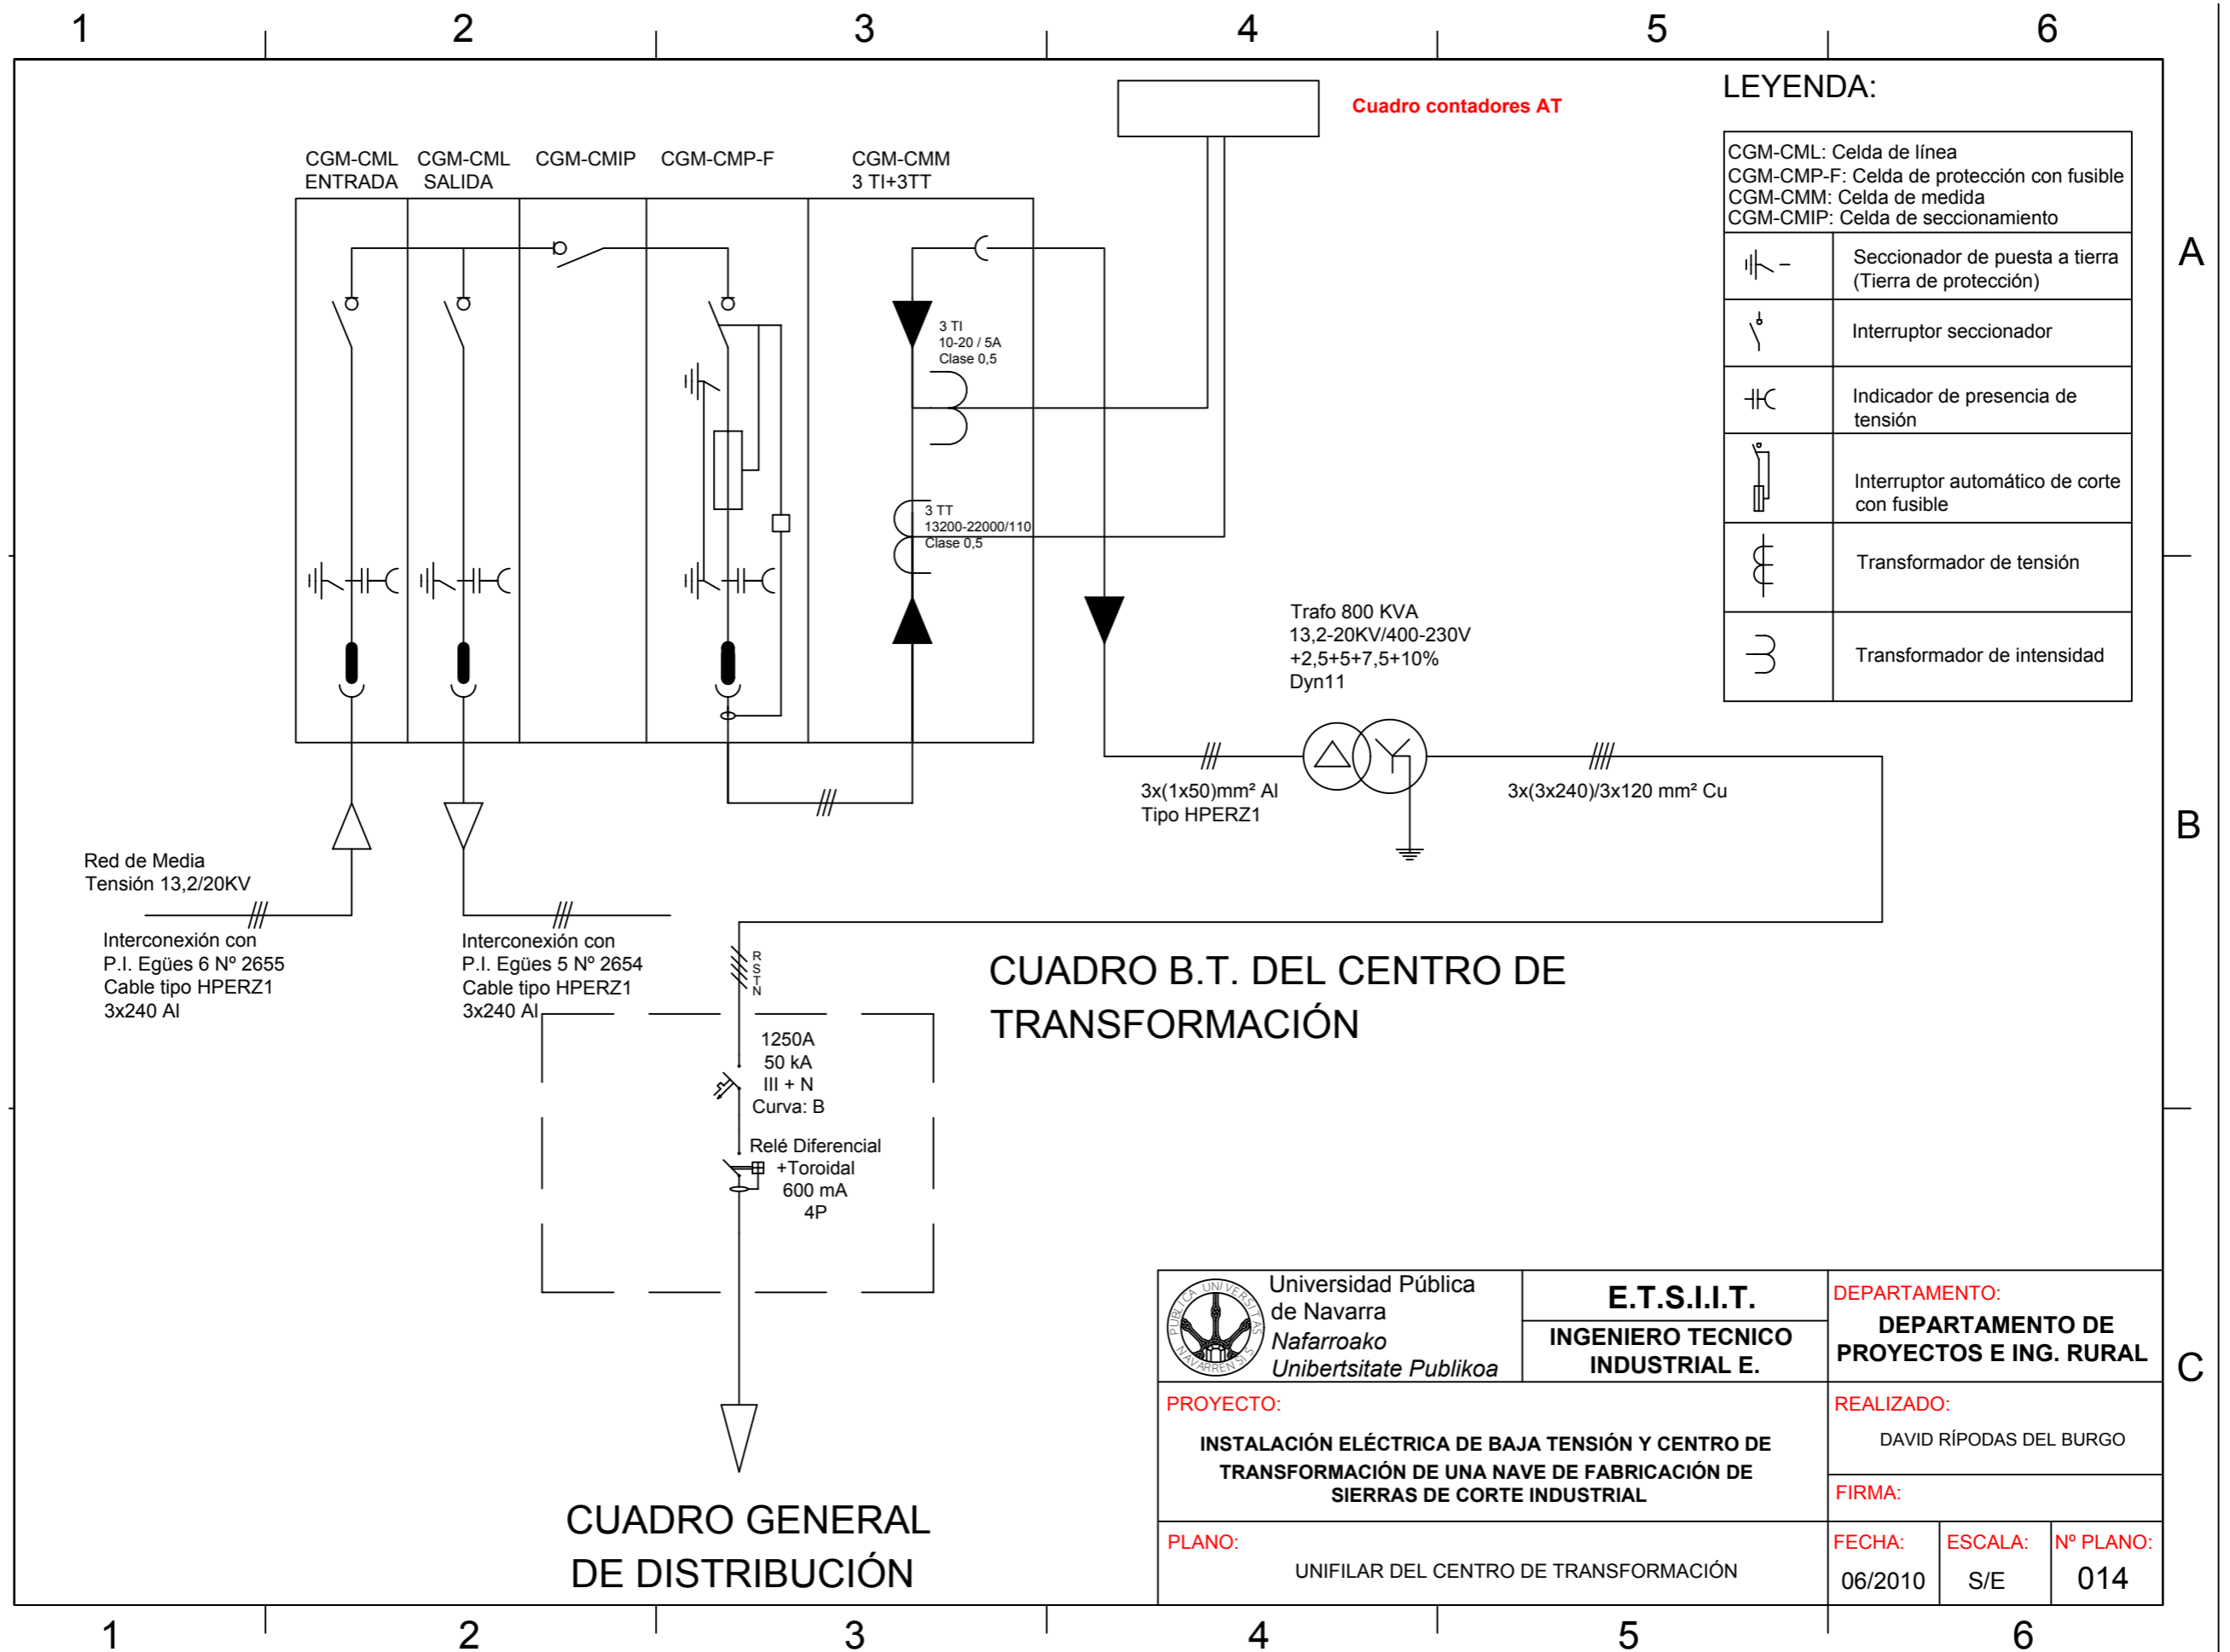 1 2 3 4 5 6
Cuadro contadores AT
LEYENDA:
CGM-CML: Celda de línea
CGM-CMP-F: Celda de protección con fusible
CGM-CMM: Celda de medida
CGM-CMIP: Celda de seccionamiento
Seccionador de puesta a tierra
(Tierra de protección)
Interruptor seccionador
Indicador de presencia de
tensión
Interruptor automático de corte
con fusible
Transformador de tensión
Transformador de intensidad
A
B
C
CGM-CML
ENTRADA
CGM-CML
SALIDA
CGM-CMIP
CGM-CMP-F
CGM-CMM
3 TI+3TT
3 TI
10-20 / 5A
Clase 0,5
3 TT
13200-22000/110
Clase 0,5
Trafo 800 KVA
13,2-20KV/400-230V
+2,5+5+7,5+10%
Dyn11
3x(1x50)mm² Al
Tipo HPERZ1
3x(3x240)/3x120 mm² Cu
Red de Media
Tensión 13,2/20KV
Interconexión con
P.I. Egües 6 Nº 2655
Cable tipo HPERZ1
3x240 Al
Interconexión con
P.I. Egües 5 Nº 2654
Cable tipo HPERZ1
3x240 Al
R
S
T
N
CUADRO B.T. DEL CENTRO DE
TRANSFORMACIÓN
1250A
50 kA
III + N
Curva: B
Relé Diferencial
+Toroidal
600 mA
4P
CUADRO GENERAL
DE DISTRIBUCIÓN
PUBLICA UNIVERSITAS NAVARRENSIS
Universidad Pública
de Navarra
Nafarroako
Unibertsitate Publikoa
E.T.S.I.I.T.
INGENIERO TECNICO
INDUSTRIAL E.
DEPARTAMENTO:
DEPARTAMENTO DE
PROYECTOS E ING. RURAL
PROYECTO:
INSTALACIÓN ELÉCTRICA DE BAJA TENSIÓN Y CENTRO DE
TRANSFORMACIÓN DE UNA NAVE DE FABRICACIÓN DE
SIERRAS DE CORTE INDUSTRIAL
REALIZADO:
DAVID RÍPODAS DEL BURGO
FIRMA:
PLANO:
UNIFILAR DEL CENTRO DE TRANSFORMACIÓN
FECHA:
06/2010
ESCALA:
S/E
Nº PLANO:
014
1 2 3 4 5 6